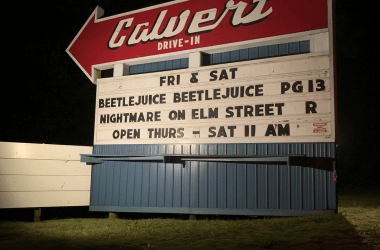 Calvert
DRIVE-IN
FRI & SAT
BEETLEJUICE BEETLEJUICE PG13
NIGHTMARE ON ELM STREET R
OPEN THURS - SAT 11 AM